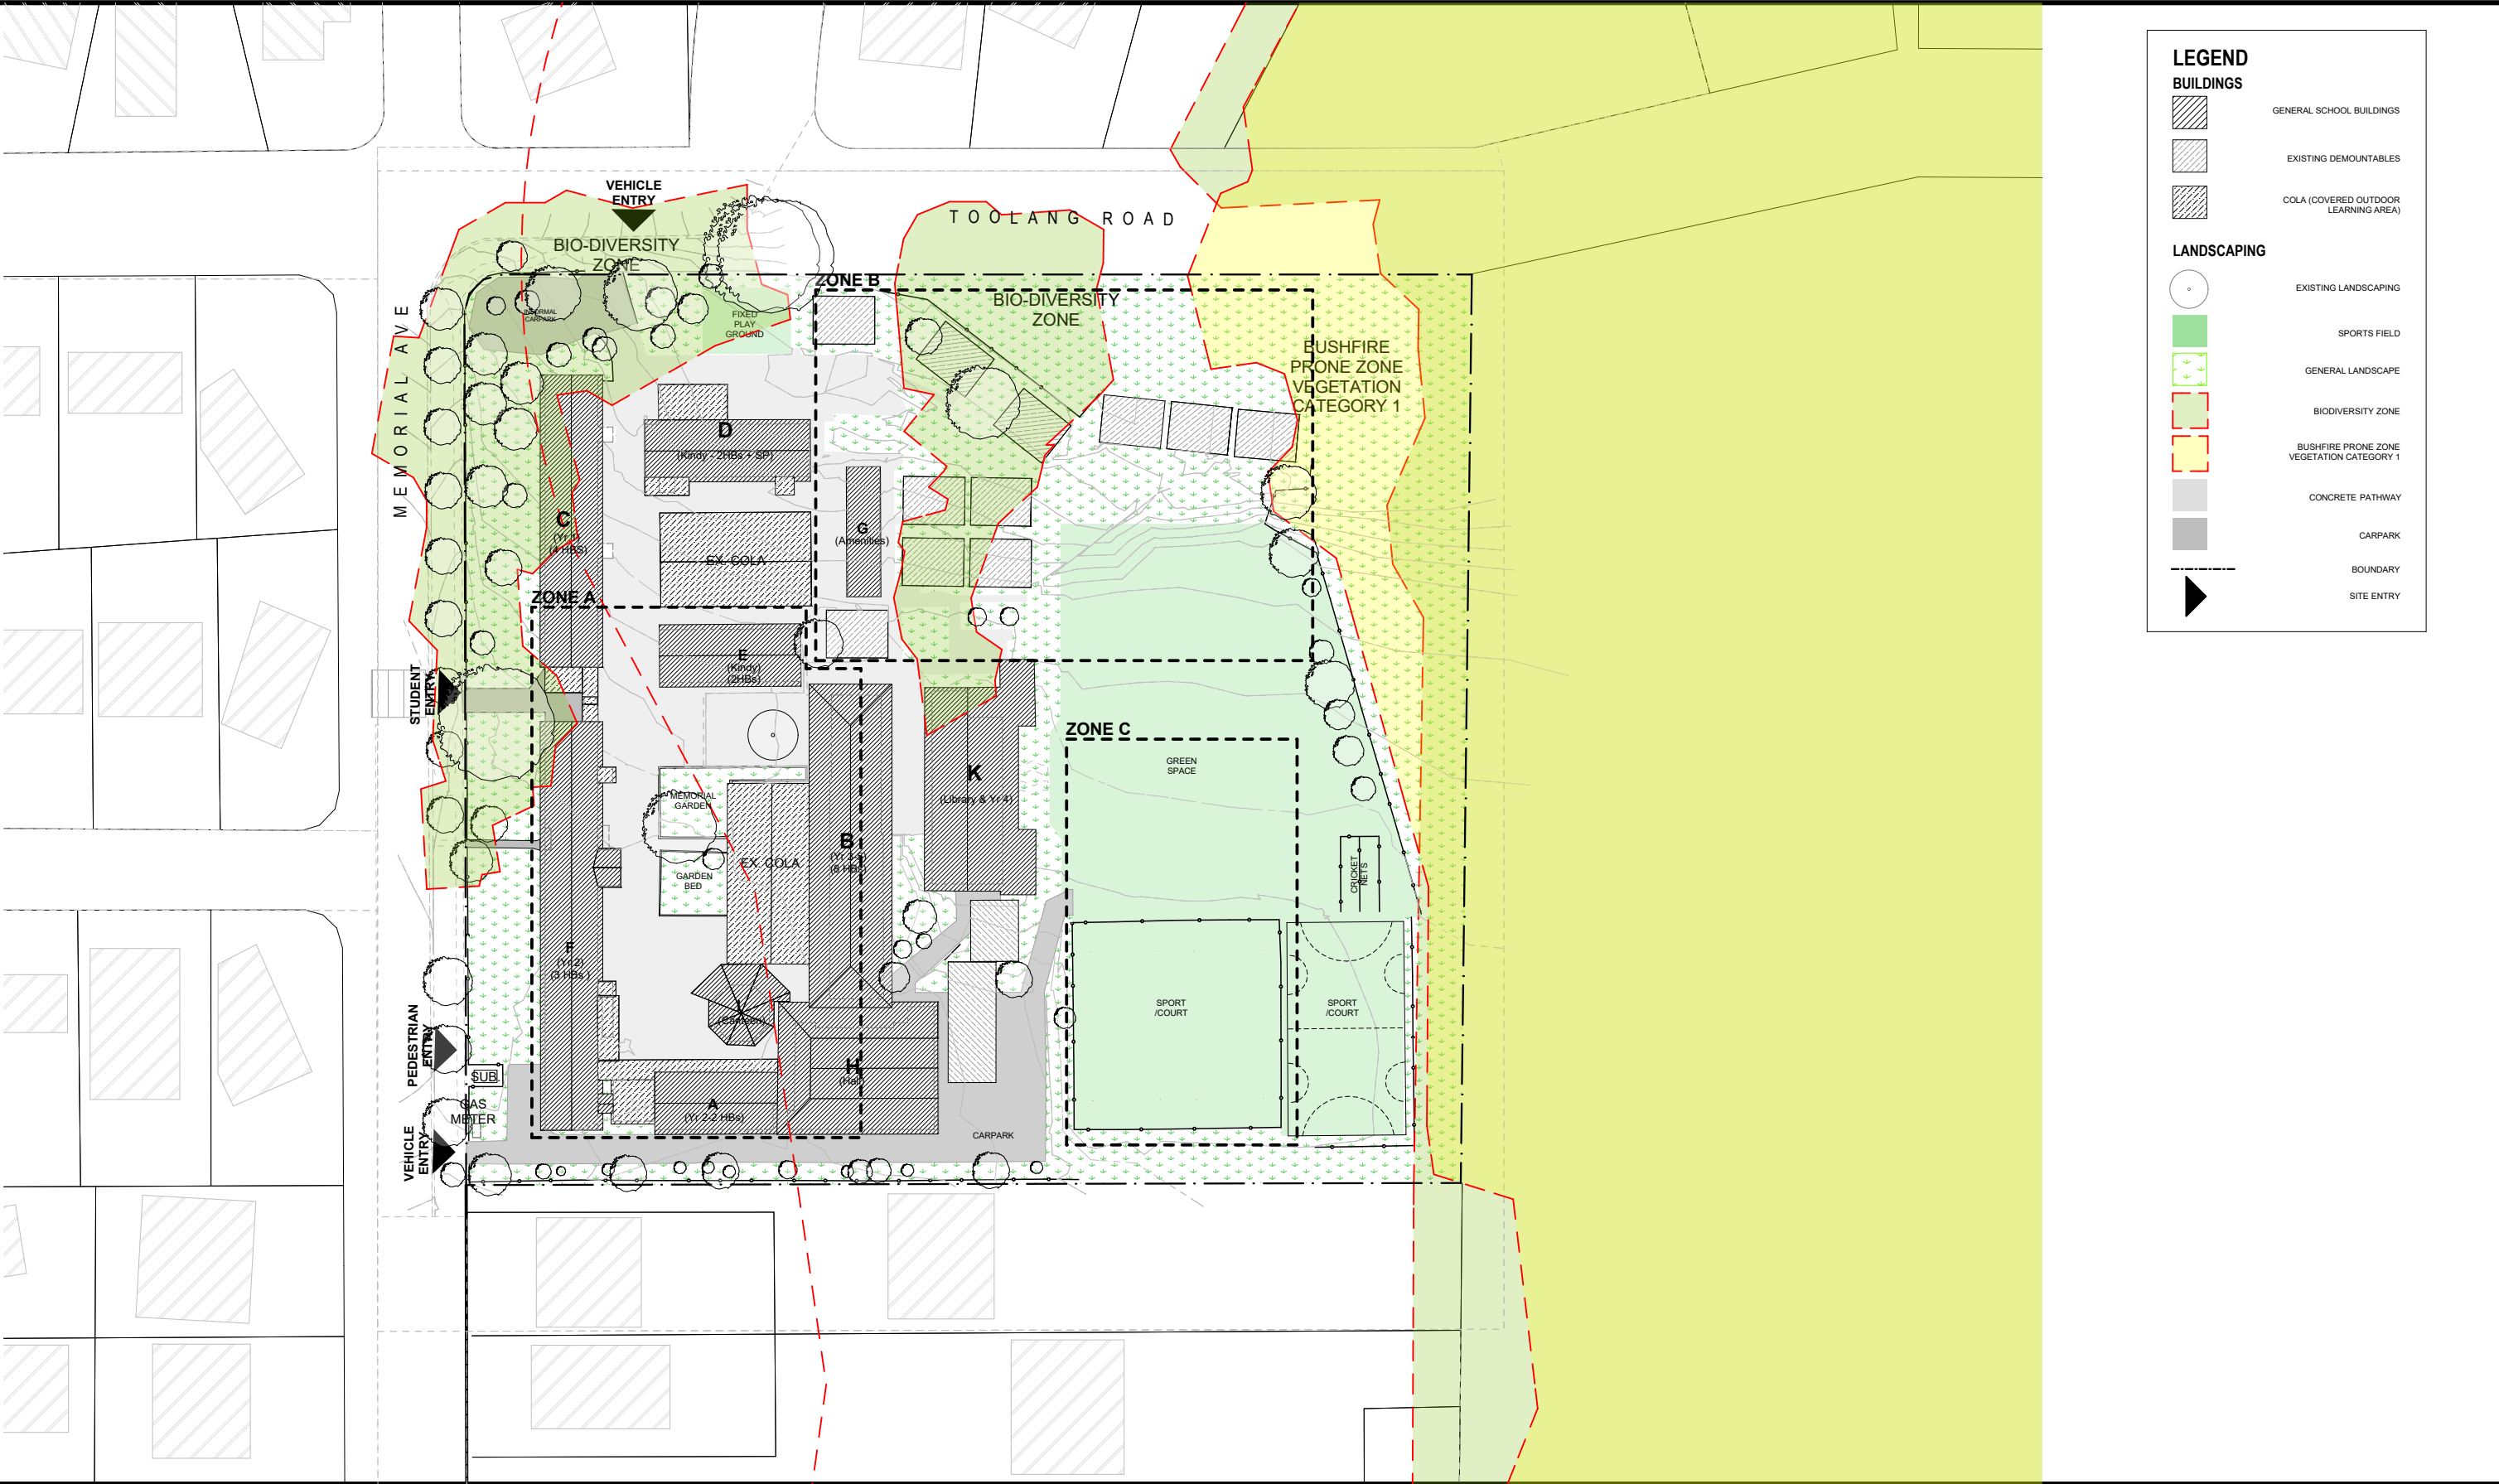 VEHICLE
ENTRY
TOOLANG ROAD
BIO-DIVERSITY
ZONE
ZONE B
BIO-DIVERSITY
ZONE
INFORMAL
CARPARK
FIXED
PLAY
GROUND
MEMORIAL AVE
BUSHFIRE
PRONE ZONE
VEGETATION
CATEGORY 1
D
(Kindy - 2HBs + SP)
C
(Yr 1)
(4 HBS)
G
(Amenities)
EX. COLA
ZONE A
E
(Kindy)
(2HBs)
STUDENT
ENTRY
ZONE C
GREEN
SPACE
K
(Library & Yr 4)
MEMORIAL
GARDEN
B
(8 HBs)
EX. COLA
GARDEN
BED
CRICKET
NETS
F
(Yr 2)
(3 HBs )
(Canteen)
SPORT
/COURT
SPORT
/COURT
PEDESTRIAN
ENTRY
SUB.
GAS
METER
H
(Hall)
A
(Yr 2-2 HBs)
CARPARK
VEHICLE
ENTRY
LEGEND
BUILDINGS
GENERAL SCHOOL BUILDINGS
EXISTING DEMOUNTABLES
COLA (COVERED OUTDOOR
LEARNING AREA)
LANDSCAPING
EXISTING LANDSCAPING
SPORTS FIELD
GENERAL LANDSCAPE
BIODIVERSITY ZONE
BUSHFIRE PRONE ZONE
VEGETATION CATEGORY 1
CONCRETE PATHWAY
CARPARK
BOUNDARY
SITE ENTRY